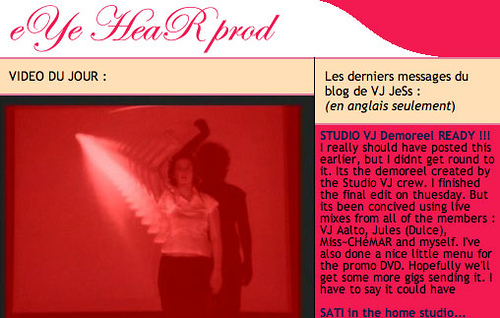 eYe HeaR prod
VIDEO DU JOUR :
Les derniers messages du
blog de VJ JeSs :
(en anglais seulement)
STUDIO VJ Demoreel READY !!!
I really should have posted this
earlier, but I didnt get round to
it. Its the demoreel created by
the Studio VJ crew. I finished
the final edit on thuesday. But
its been concived using live
mixes from all of the members :
VJ Aalto, Jules (Dulce),
Miss~CHéMAR and myself. I've
also done a nice little menu for
the promo DVD. Hopefully we'll
get some more gigs sending it. I
have to say it could have
SATI in the home studio...